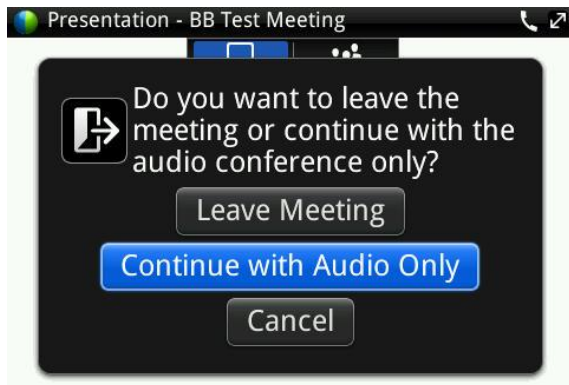 Presentation - BB Test Meeting
Do you want to leave the
meeting or continue with the
audio conference only?
Leave Meeting
Continue with Audio Only
Cancel